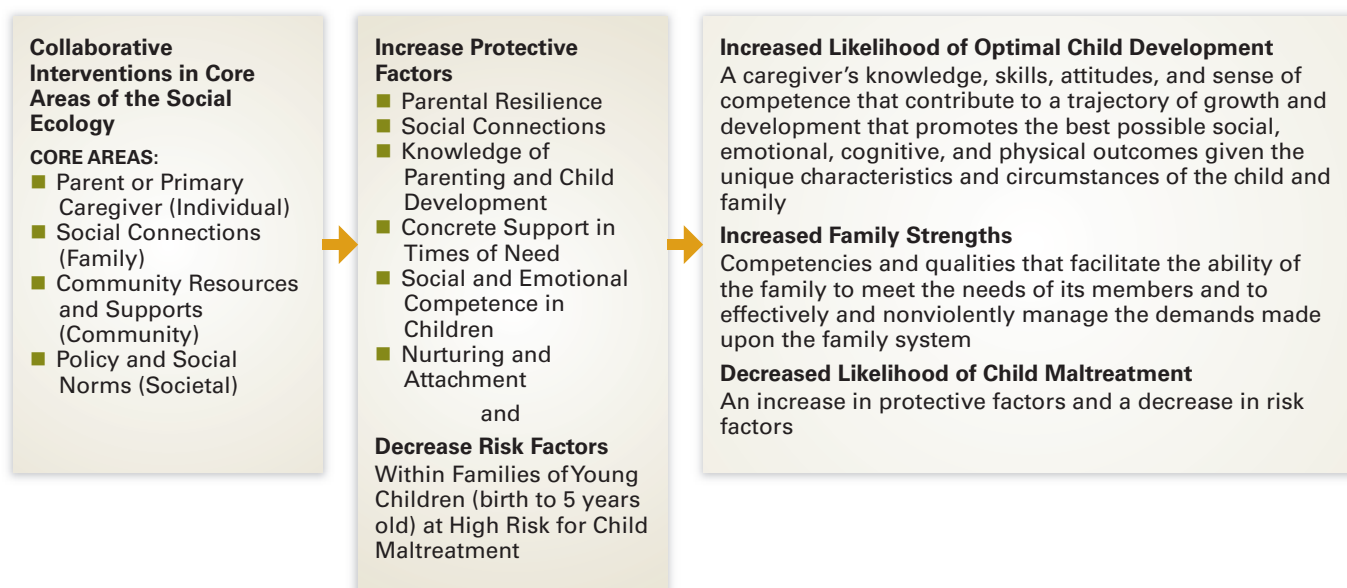 Collaborative
Interventions in Core
Areas of the Social
Ecology
CORE AREAS:
■ Parent or Primary
Caregiver (Individual)
■ Social Connections
(Family)
■ Community Resources
and Supports
(Community)
■ Policy and Social
Norms (Societal)
Increase Protective
Factors
■ Parental Resilience
■ Social Connections
■ Knowledge of
Parenting and Child
Development
■ Concrete Support in
Times of Need
■ Social and Emotional
Competence in
Children
■ Nurturing and
Attachment
and
Decrease Risk Factors
Within Families of Young
Children (birth to 5 years
old) at High Risk for Child
Maltreatment
Increased Likelihood of Optimal Child Development
A caregiver’s knowledge, skills, attitudes, and sense of
competence that contribute to a trajectory of growth and
development that promotes the best possible social,
emotional, cognitive, and physical outcomes given the
unique characteristics and circumstances of the child and
family
Increased Family Strengths
Competencies and qualities that facilitate the ability of
the family to meet the needs of its members and to
effectively and nonviolently manage the demands made
upon the family system
Decreased Likelihood of Child Maltreatment
An increase in protective factors and a decrease in risk
factors